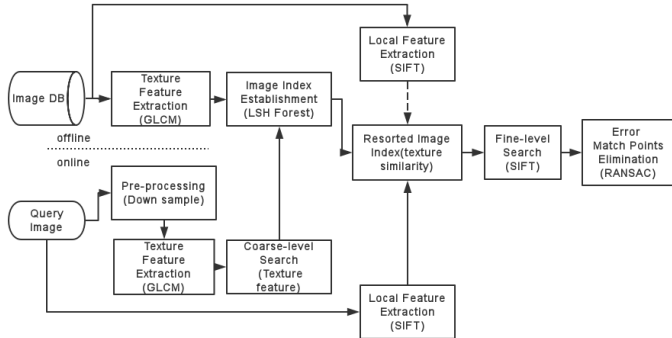 Local Feature
Extraction
(SIFT)
Image DB
Texture
Feature
Extraction
(GLCM)
Image Index
Establishment
(LSH Forest)
offline
online
Resorted Image
Index(texture
similarity)
Fine-level
Search
(SIFT)
Error
Match Points
Elimination
(RANSAC)
Pre-processing
(Down sample)
Query
Image
Texture
Feature
Extraction
(GLCM)
Coarse-level
Search
(Texture
feature)
Local Feature
Extraction
(SIFT)